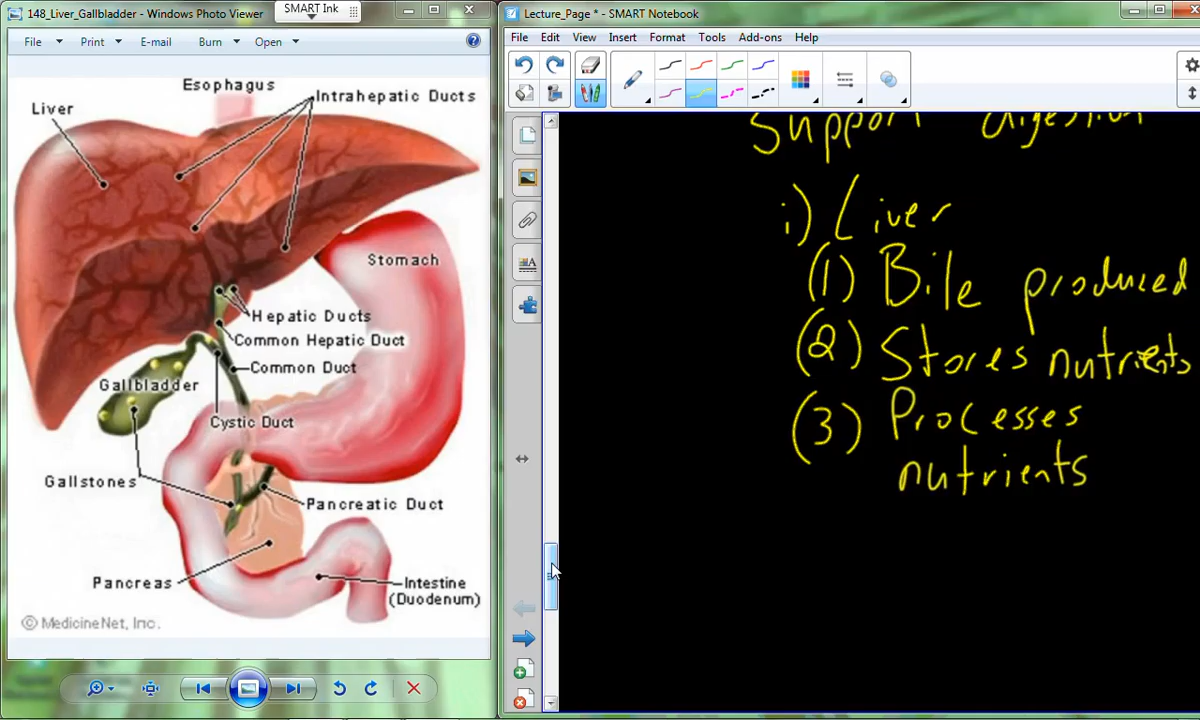 148_Liver_Gallbladder - Windows Photo Viewer
SMART Ink
File Print E-mail Burn Open
Esophagus
Liver
Intrahepatic Ducts
Stomach
Hepatic Ducts
Common Hepatic Duct
Common Duct
Gallbladder
Cystic Duct
Gallstones
Pancreatic Duct
Pancreas
Intestine
(Duodenum)
© MedicineNet, Inc.
Lecture_Page * - SMART Notebook
File Edit View Insert Format Tools Add-ons Help
Support digestion
i) Liver
(1) Bile produced
(2) Stores nutrients
(3) Processes
nutrients